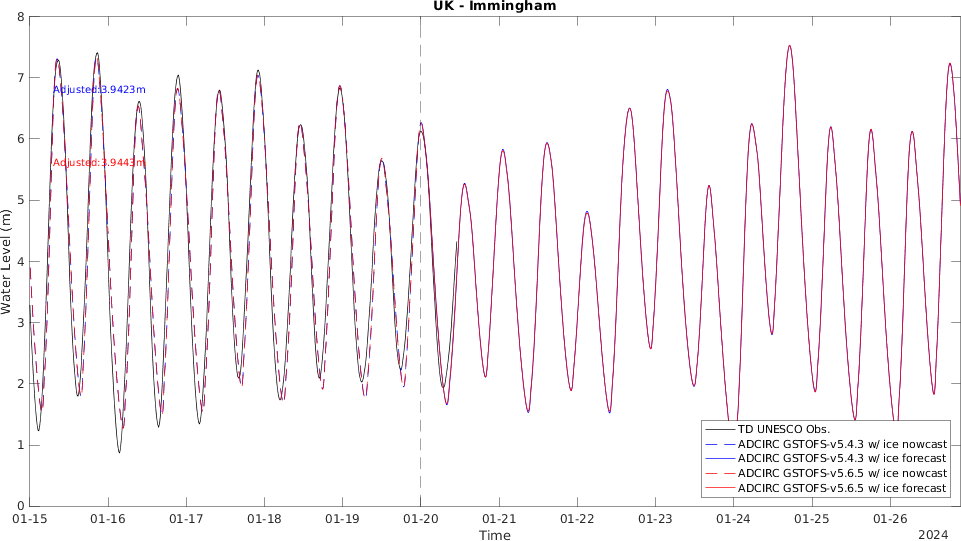 UK - Immingham
8
7
6
5
4
3
2
1
0
Water Level (m)
Adjusted:3.9423m
Adjusted:3.9443m
TD UNESCO Obs.
ADCIRC GSTOFS-v5.4.3 w/ ice nowcast
ADCIRC GSTOFS-v5.4.3 w/ ice forecast
ADCIRC GSTOFS-v5.6.5 w/ ice nowcast
ADCIRC GSTOFS-v5.6.5 w/ ice forecast
01-15 01-16 01-17 01-18 01-19 01-20 01-21 01-22 01-23 01-24 01-25 01-26
Time
2024